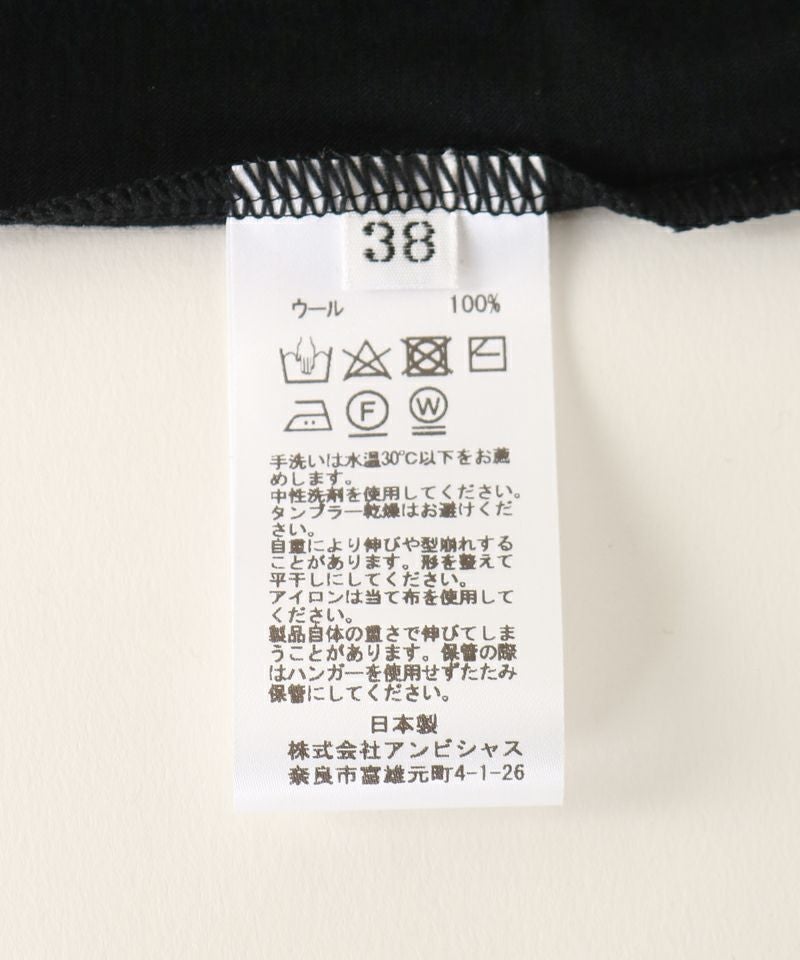 38
ウール 100%
F W
手洗いは水温30℃以下をお薦
めします。
中性洗剤を使用してください。
タンブラー乾燥はお避けくだ
さい。
自重により伸びや型崩れする
ことがあります。形を整えて
平干しにしてください。
アイロンは当て布を使用して
ください。
製品自体の重さで伸びてしま
うことがあります。保管の際
はハンガーを使用せずたたみ
保管にしてください。
日本製
株式会社アンビシャス
奈良市富雄元町4-1-26